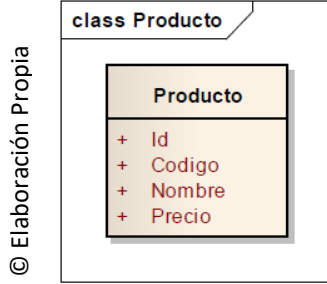 class Producto
Producto
+ Id
+ Codigo
+ Nombre
+ Precio
© Elaboración Propia